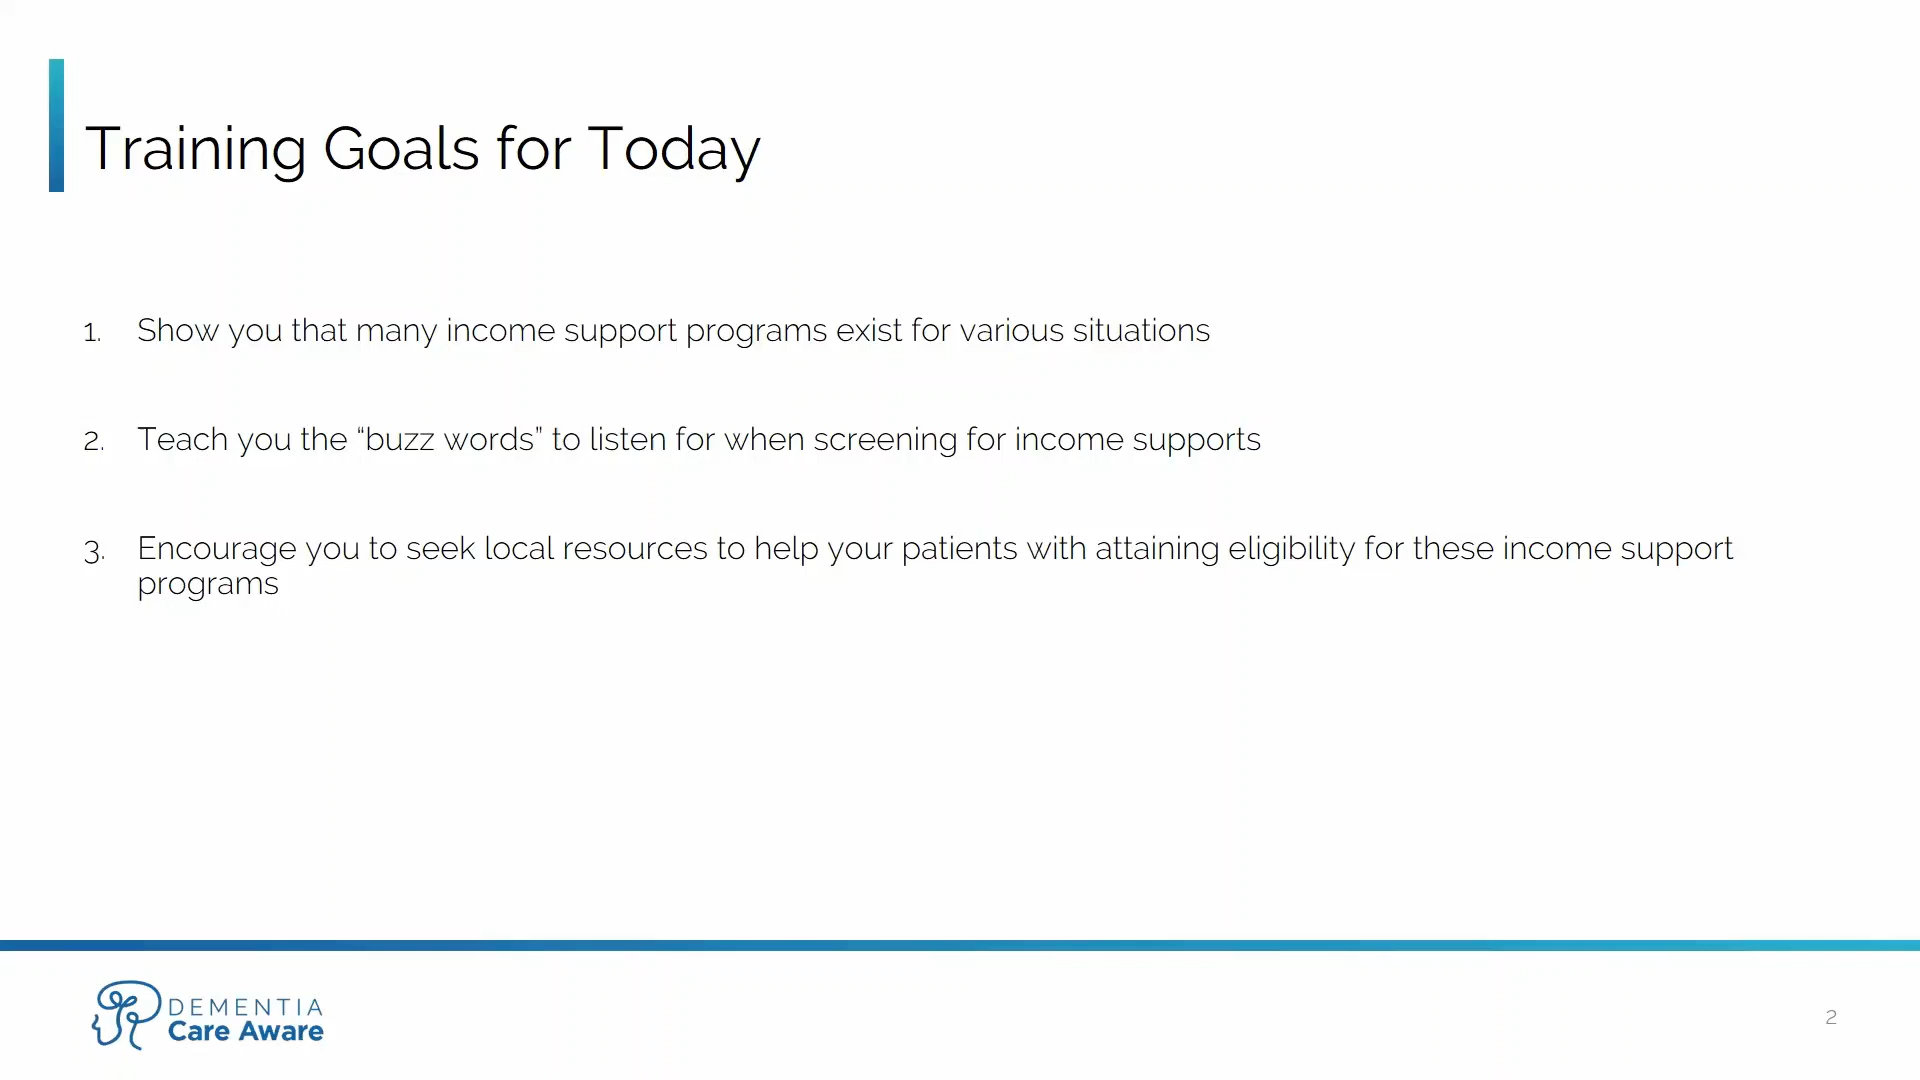 Training Goals for Today
1. Show you that many income support programs exist for various situations
2. Teach you the “buzz words” to listen for when screening for income supports
3. Encourage you to seek local resources to help your patients with attaining eligibility for these income support
programs
DEMENTIA
Care Aware
2